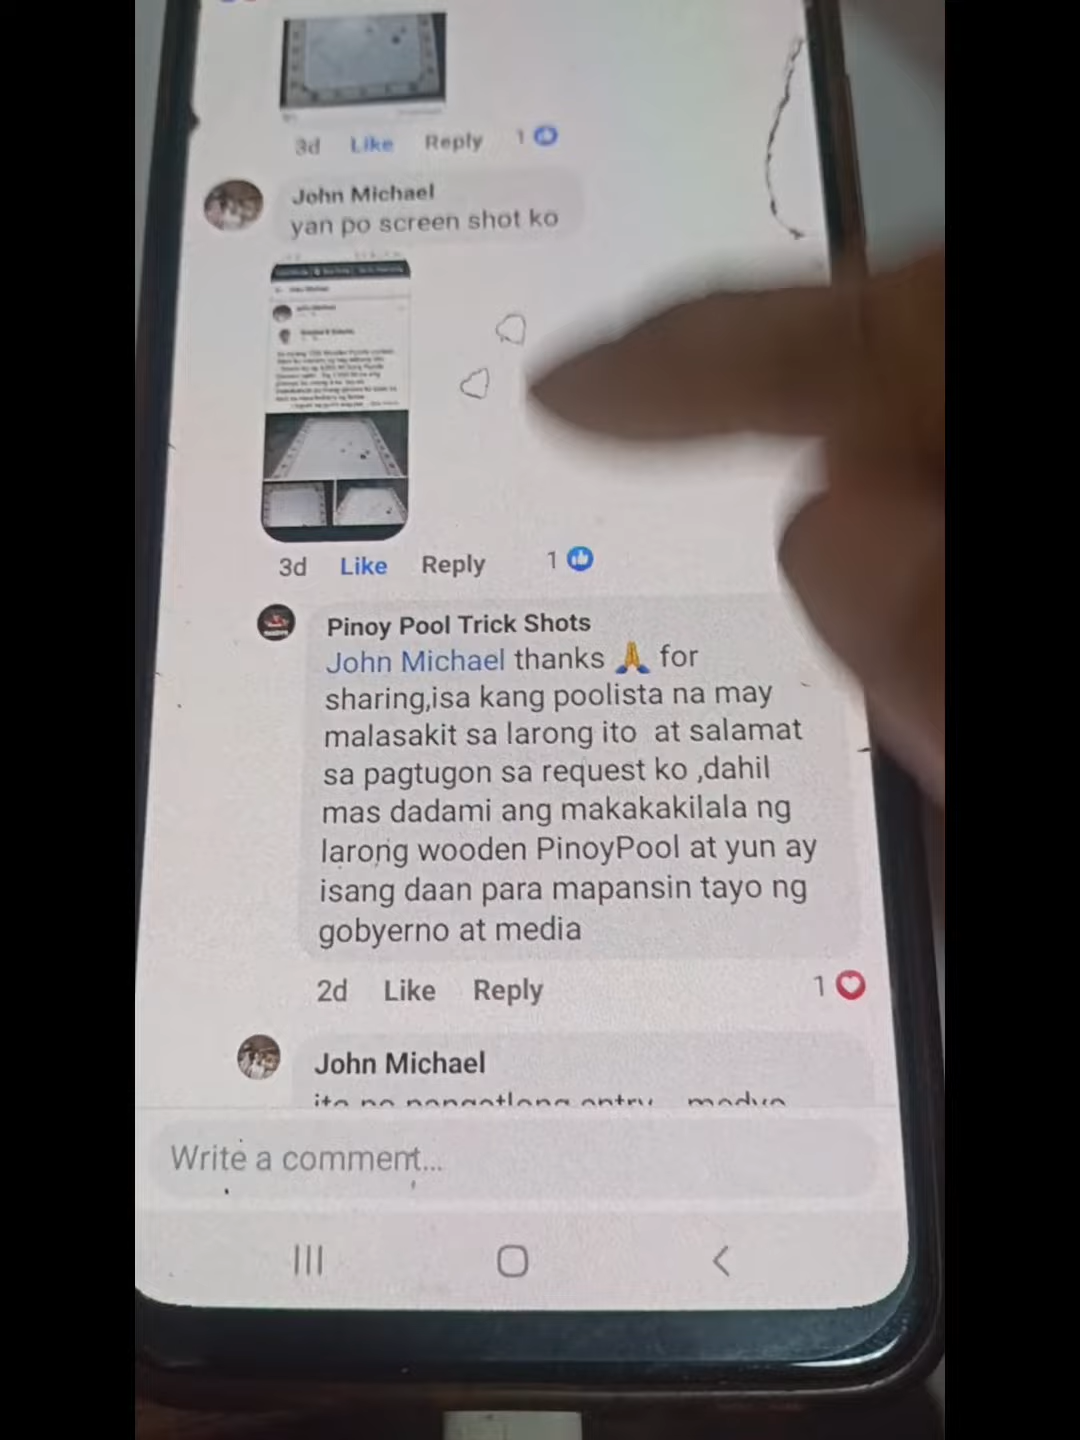 3d Like Reply 1
John Michael
yan po screen shot ko
3d Like Reply 1
Pinoy Pool Trick Shots
John Michael thanks 🙏 for
sharing,isa kang poolista na may
malasakit sa larong ito at salamat
sa pagtugon sa request ko ,dahil
mas dadami ang makakakilala ng
larong wooden PinoyPool at yun ay
isang daan para mapansin tayo ng
gobyerno at media
2d Like Reply 1
John Michael
Write a comment...